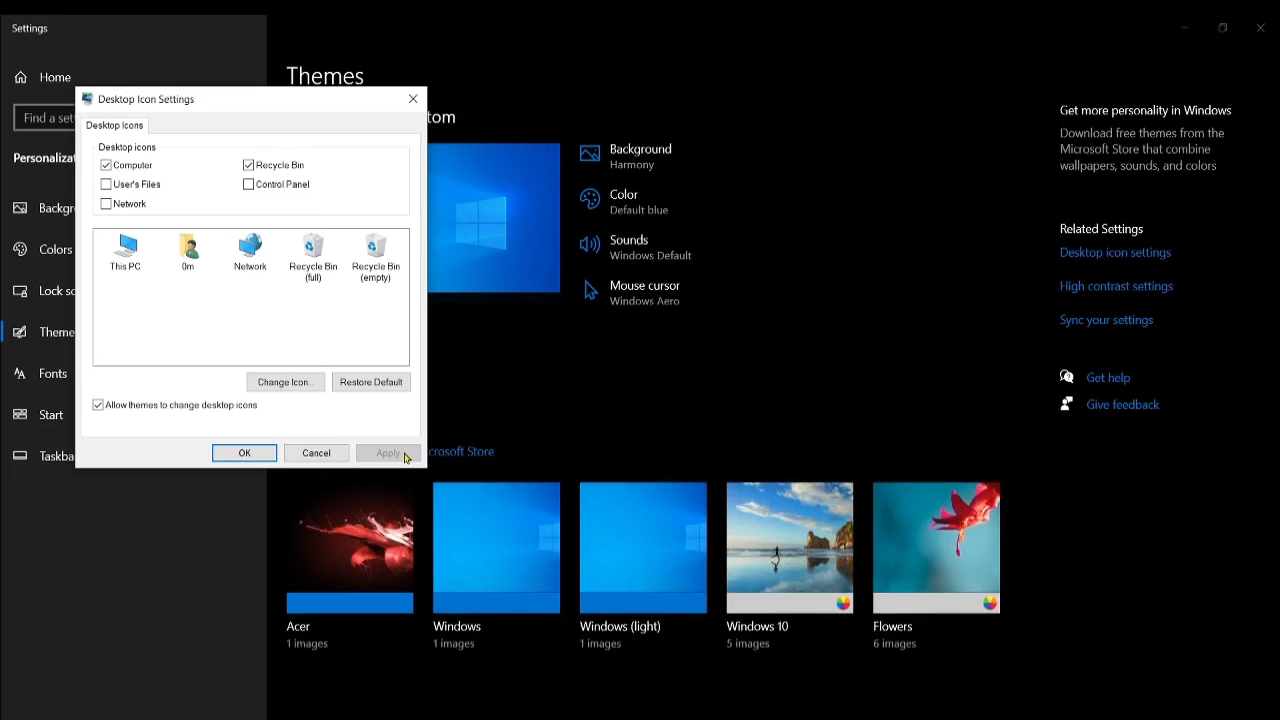 Settings
Home
Find a set
Personalizat
Backgr
Colors
Lock sc
Theme
Fonts
Start
Taskba
Themes
tom
Desktop Icon Settings
Desktop Icons
Desktop icons
Computer
Recycle Bin
User's Files
Control Panel
Network
This PC
0m
Network
Recycle Bin
(full)
Recycle Bin
(empty)
Change Icon...
Restore Default
Allow themes to change desktop icons
OK
Cancel
Apply
Background
Harmony
Color
Default blue
Sounds
Windows Default
Mouse cursor
Windows Aero
crosoft Store
Acer
1 images
Windows
1 images
Windows (light)
1 images
Windows 10
5 images
Flowers
6 images
Get more personality in Windows
Download free themes from the
Microsoft Store that combine
wallpapers, sounds, and colors
Related Settings
Desktop icon settings
High contrast settings
Sync your settings
Get help
Give feedback